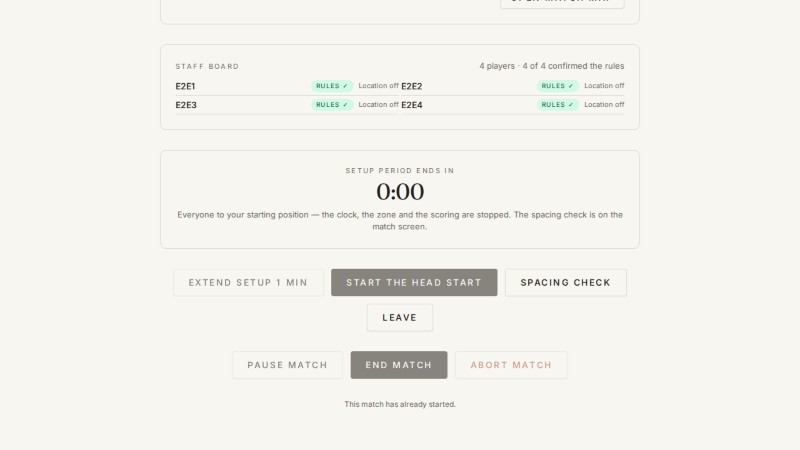 STAFF BOARD
4 players · 4 of 4 confirmed the rules
E2E1 RULES ✓ Location off E2E2 RULES ✓ Location off
E2E3 RULES ✓ Location off E2E4 RULES ✓ Location off
SETUP PERIOD ENDS IN
0:00
Everyone to your starting position — the clock, the zone and the scoring are stopped. The spacing check is on the
match screen.
EXTEND SETUP 1 MIN START THE HEAD START SPACING CHECK
LEAVE
PAUSE MATCH END MATCH ABORT MATCH
This match has already started.